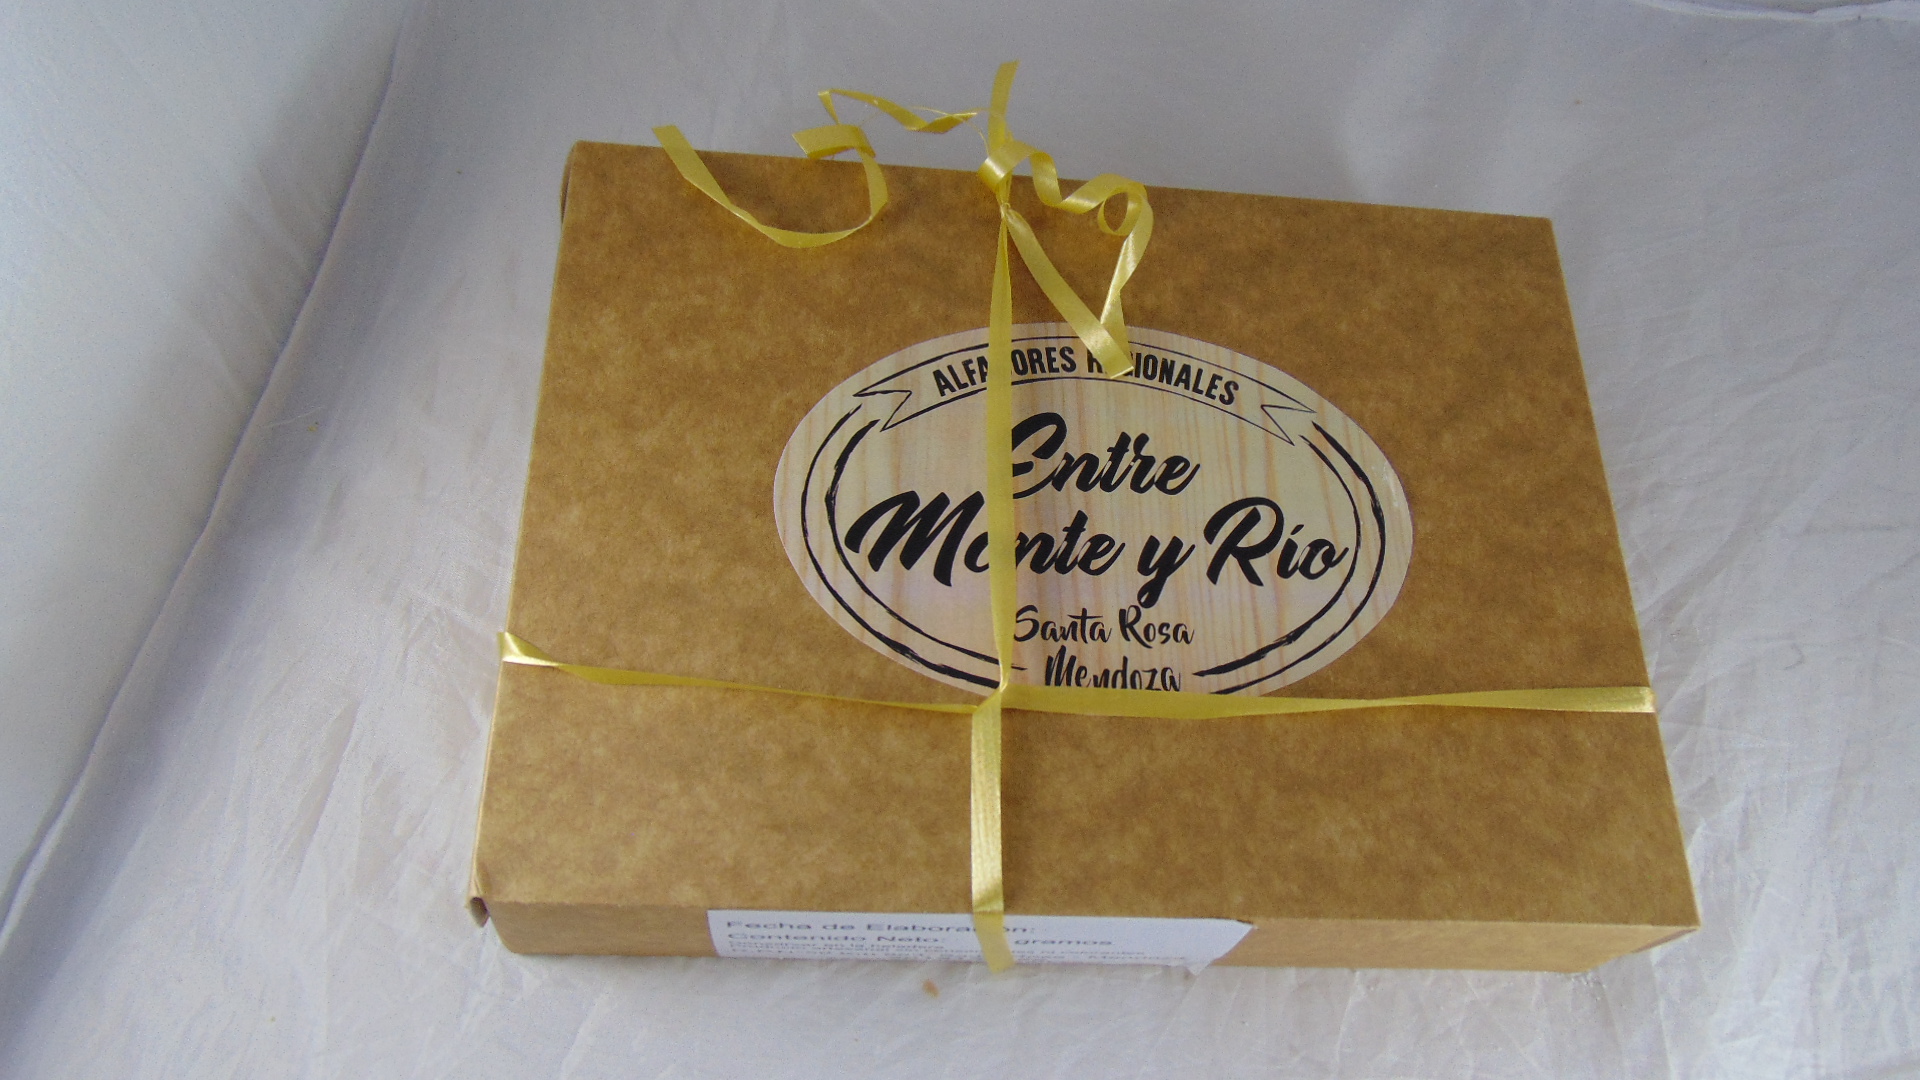 ALFAJORES REGIONALES
Entre
Monte y Río
Santa Rosa
Mendoza
Fecha de Elaboración:
Contenido Neto: gramos